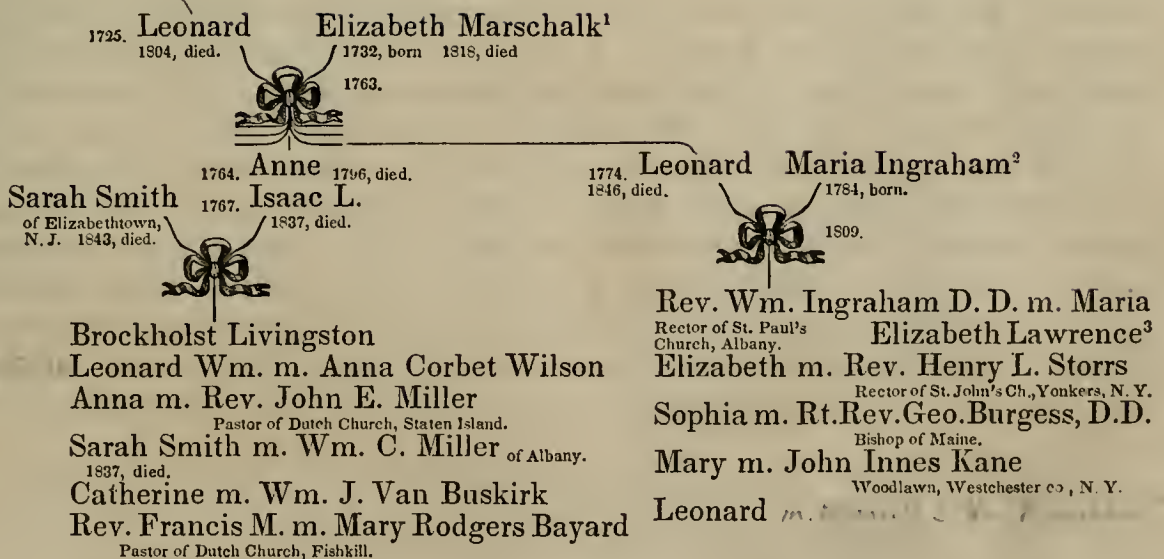 1725. Leonard Elizabeth Marschalk¹
1804, died. 1732, born 1818, died
1763.
1764. Anne 1796, died.
Sarah Smith 1767. Isaac L.
of Elizabethtown, 1837, died.
N. J. 1843, died.
Brockholst Livingston
Leonard Wm. m. Anna Corbet Wilson
Anna m. Rev. John E. Miller
Pastor of Dutch Church, Staten Island.
Sarah Smith m. Wm. C. Miller of Albany.
1837, died.
Catherine m. Wm. J. Van Buskirk
Rev. Francis M. m. Mary Rodgers Bayard
Pastor of Dutch Church, Fishkill.
1774. Leonard Maria Ingraham²
1846, died. 1784, born.
1809.
Rev. Wm. Ingraham D. D. m. Maria
Rector of St. Paul's Elizabeth Lawrence³
Church, Albany.
Elizabeth m. Rev. Henry L. Storrs
Rector of St. John's Ch., Yonkers, N. Y.
Sophia m. Rt. Rev. Geo. Burgess, D.D.
Bishop of Maine.
Mary m. John Innes Kane
Woodlawn, Westchester co, N. Y.
Leonard m.